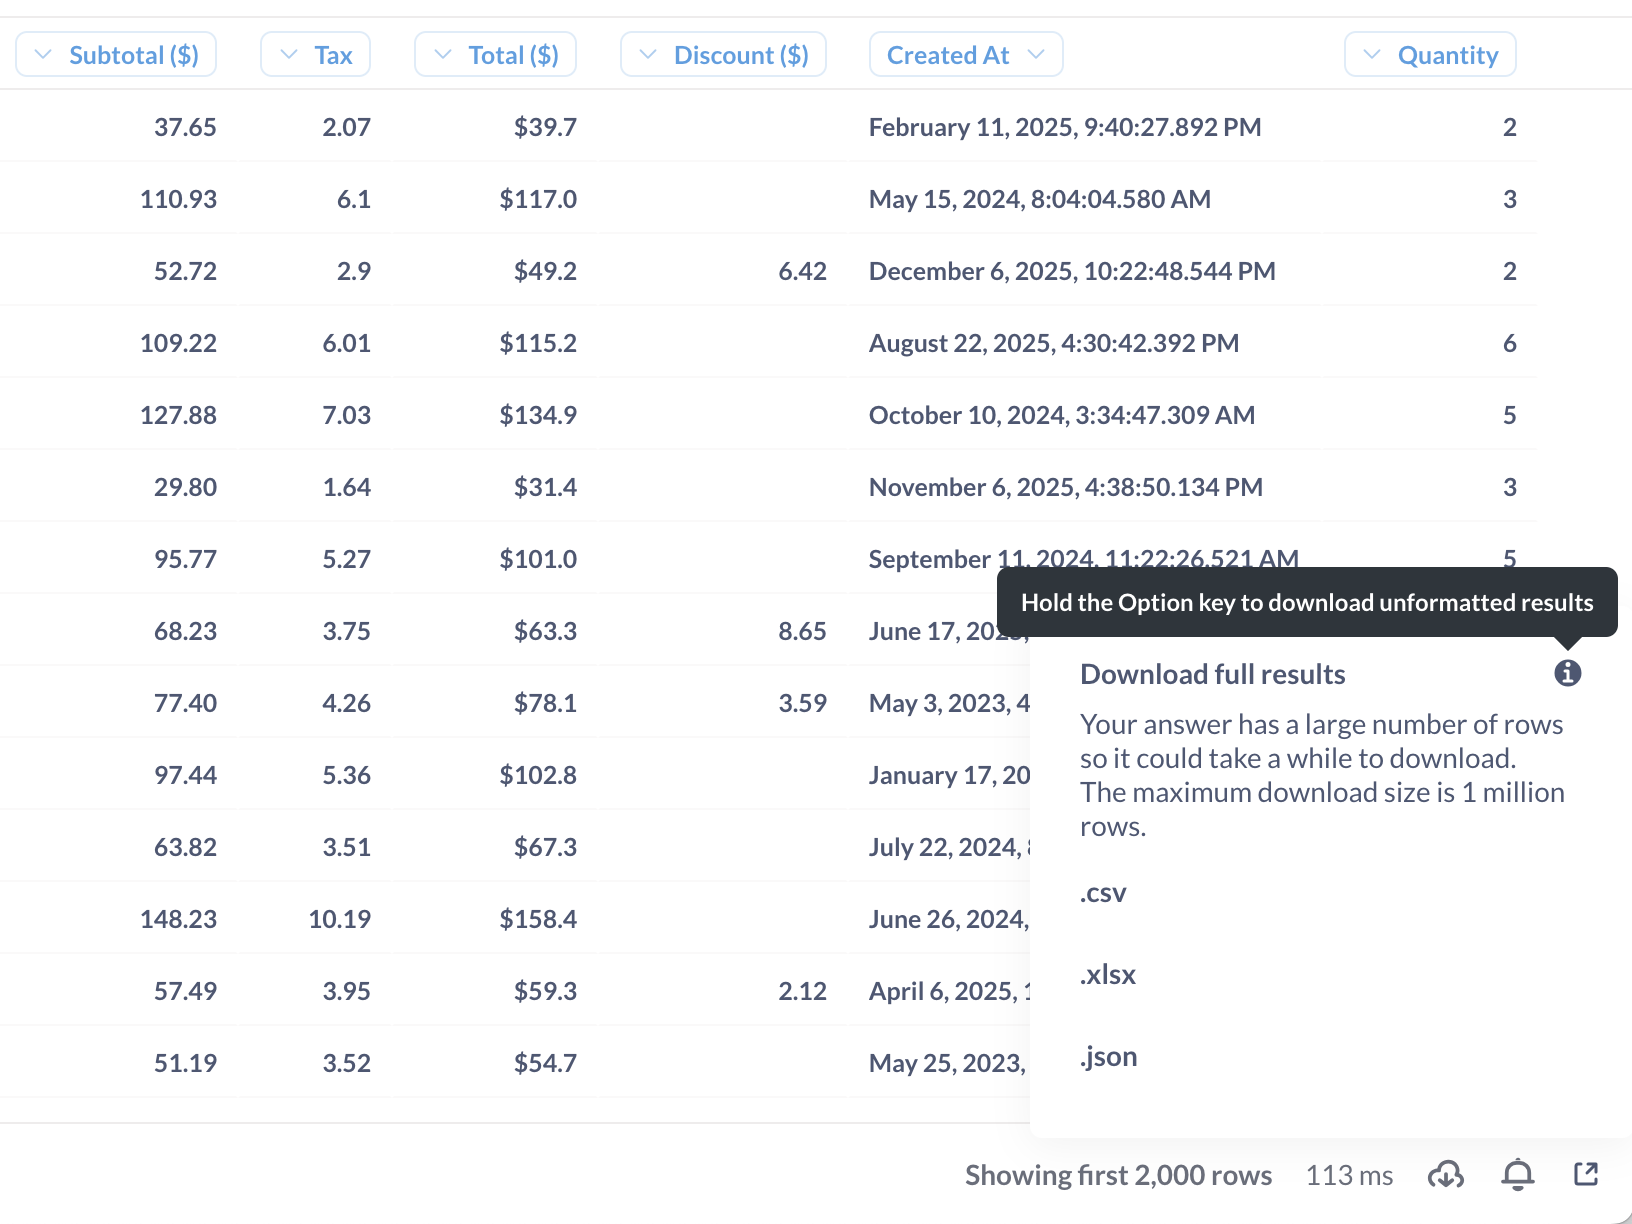 Subtotal ($) Tax Total ($) Discount ($) Created At Quantity
37.65 2.07 $39.7 February 11, 2025, 9:40:27.892 PM 2
110.93 6.1 $117.0 May 15, 2024, 8:04:04.580 AM 3
52.72 2.9 $49.2 6.42 December 6, 2025, 10:22:48.544 PM 2
109.22 6.01 $115.2 August 22, 2025, 4:30:42.392 PM 6
127.88 7.03 $134.9 October 10, 2024, 3:34:47.309 AM 5
29.80 1.64 $31.4 November 6, 2025, 4:38:50.134 PM 3
95.77 5.27 $101.0 September 11, 2024, 11:22:26.521 AM 5
Hold the Option key to download unformatted results
68.23 3.75 $63.3 8.65 June 17,
77.40 4.26 $78.1 3.59 May 3, 2023, 4
97.44 5.36 $102.8 January 17, 20
63.82 3.51 $67.3 July 22, 2024,
148.23 10.19 $158.4 June 26, 2024,
57.49 3.95 $59.3 2.12 April 6, 2025, 1
51.19 3.52 $54.7 May 25, 2023,
Download full results
Your answer has a large number of rows
so it could take a while to download.
The maximum download size is 1 million
rows.
.csv
.xlsx
.json
Showing first 2,000 rows 113 ms